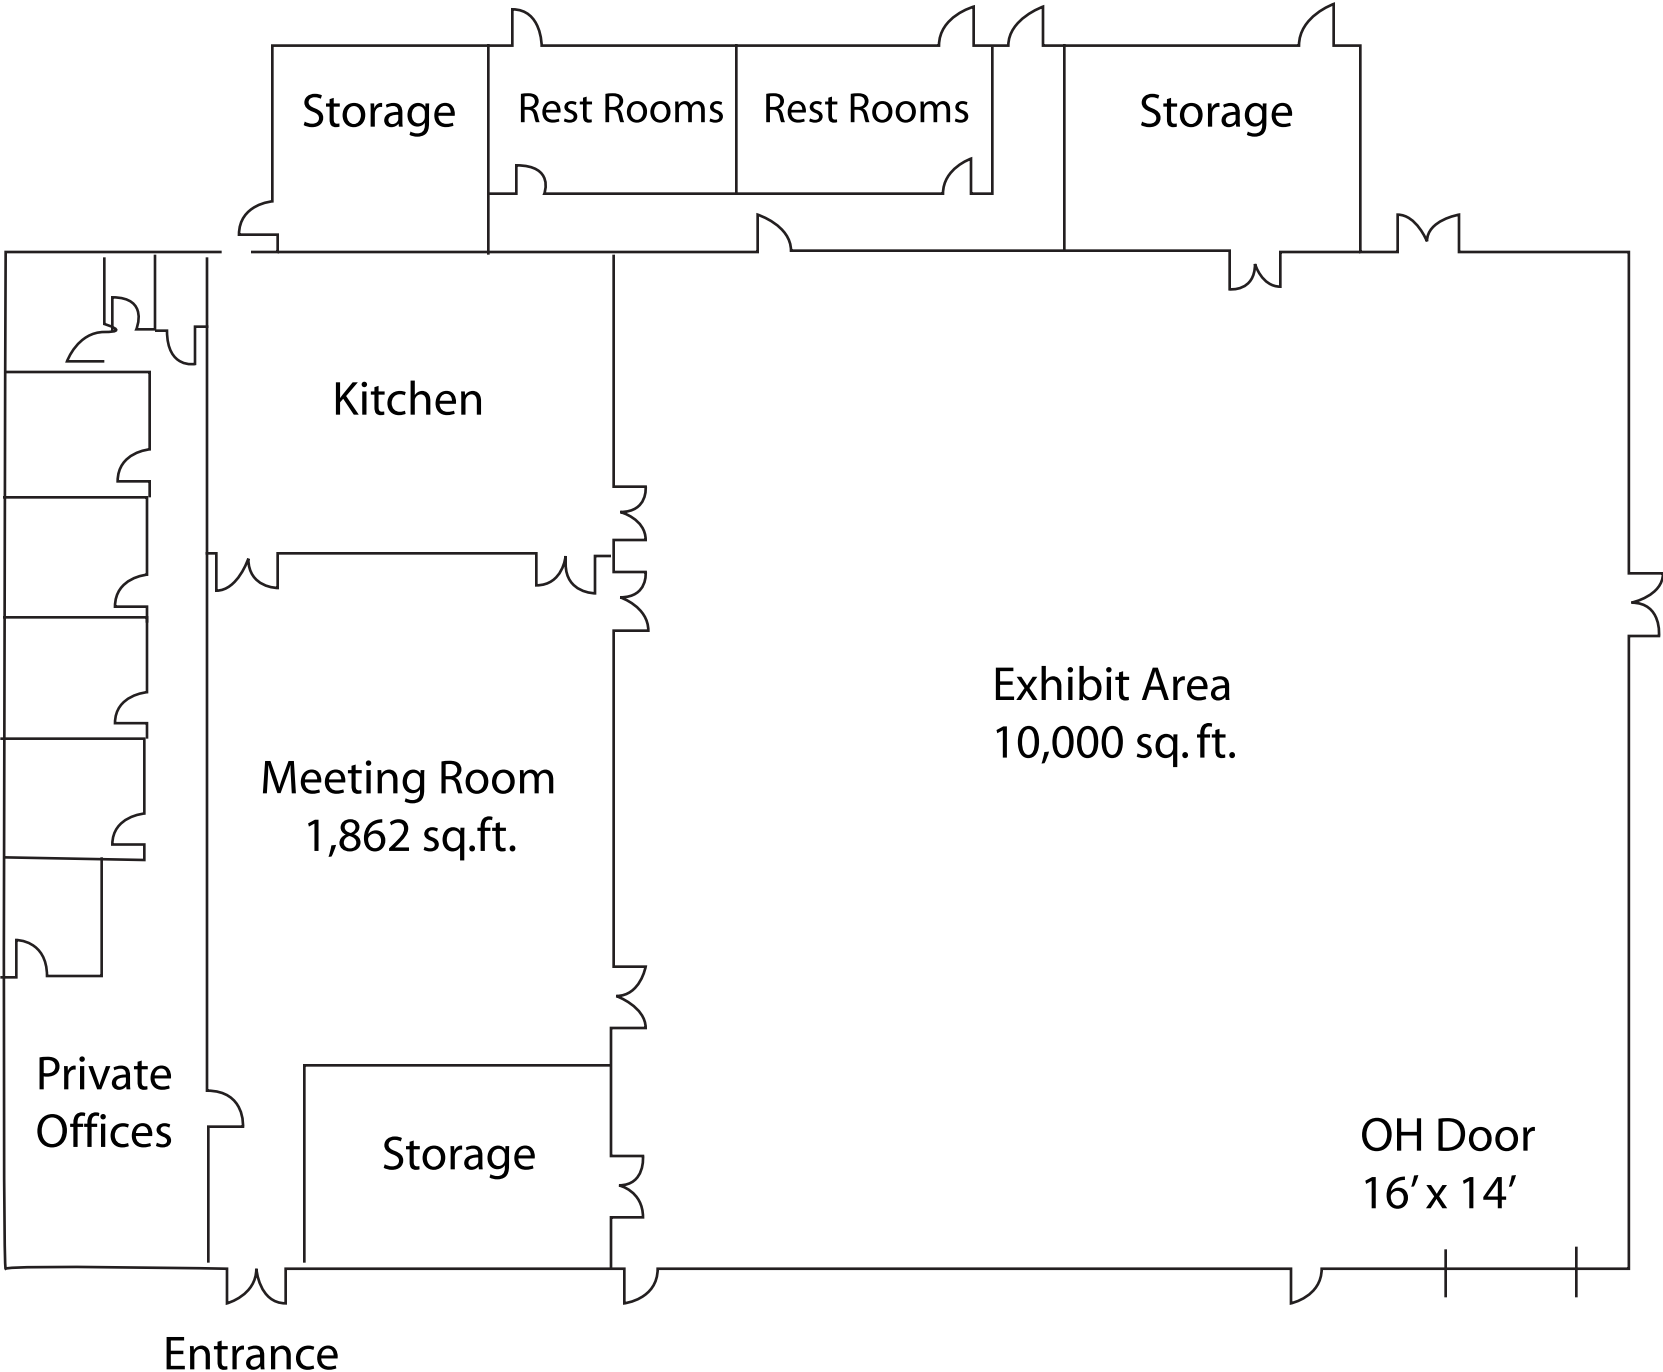 Storage
Rest Rooms
Rest Rooms
Storage
Kitchen
Exhibit Area
10,000 sq. ft.
Meeting Room
1,862 sq.ft.
Private
Offices
Storage
OH Door
16’ x 14’
Entrance